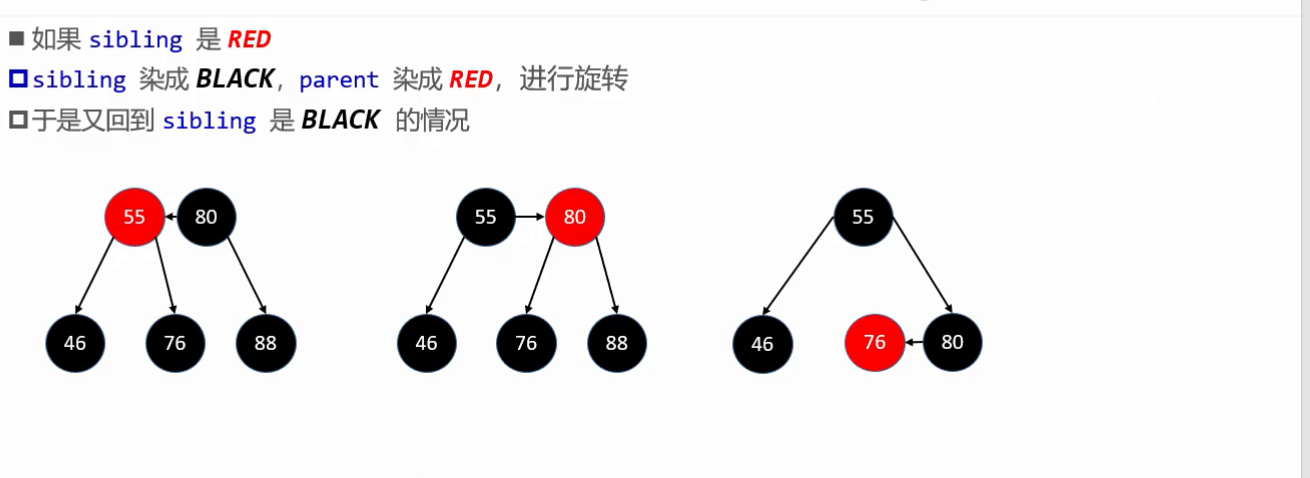 如果 sibling 是 RED
sibling 染成 BLACK，parent 染成 RED，进行旋转
于是又回到 sibling 是 BLACK 的情况
55 80 55 80 55
46 76 88 46 76 88 46 76 80